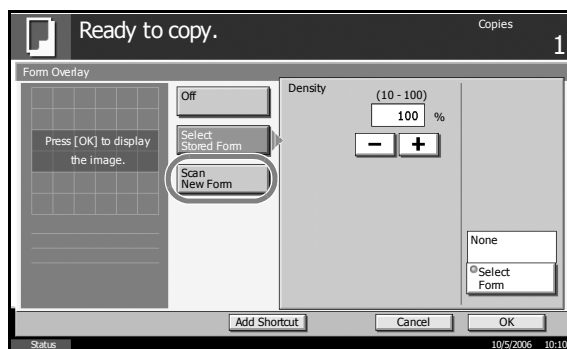 Ready to copy.
Copies
1
Form Overlay
Press [OK] to display
the image.
Off
Select
Stored Form
Scan
New Form
Density
(10 - 100)
100 %
None
Select
Form
Add Shortcut
Cancel
OK
Status
10/5/2006 10:10